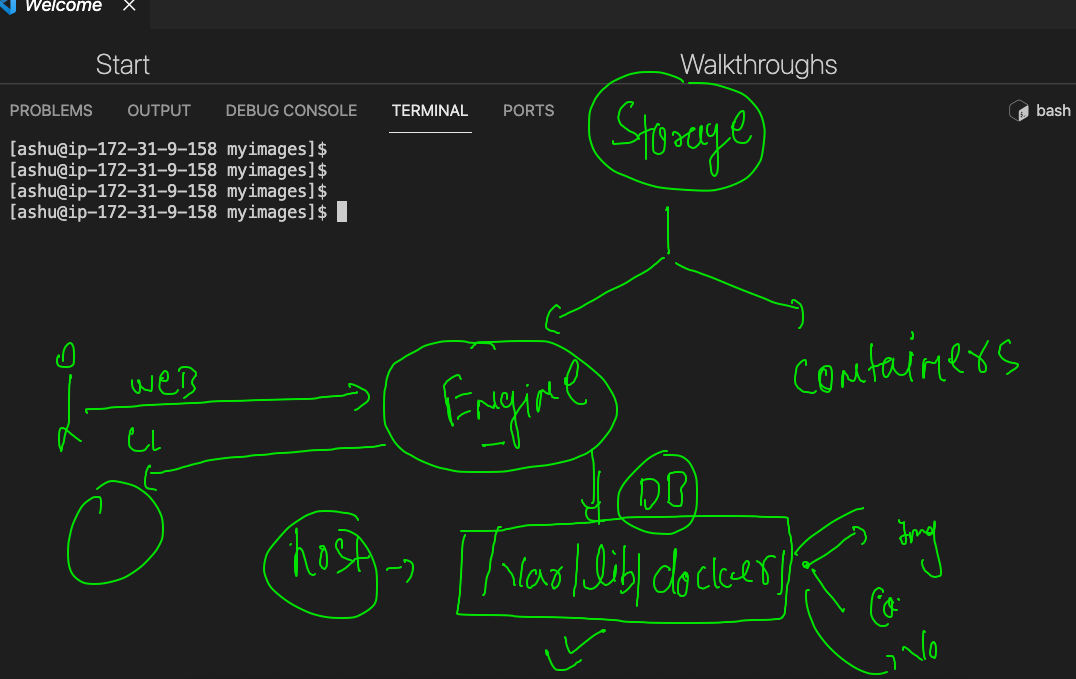 Welcome ×
Start
Walkthroughs
PROBLEMS OUTPUT DEBUG CONSOLE TERMINAL PORTS bash
[ashu@ip-172-31-9-158 myimages]$
[ashu@ip-172-31-9-158 myimages]$
[ashu@ip-172-31-9-158 myimages]$
[ashu@ip-172-31-9-158 myimages]$
Storage
Containers
WEB
Engine
DB
host
/var/lib/docker/
Img
Co